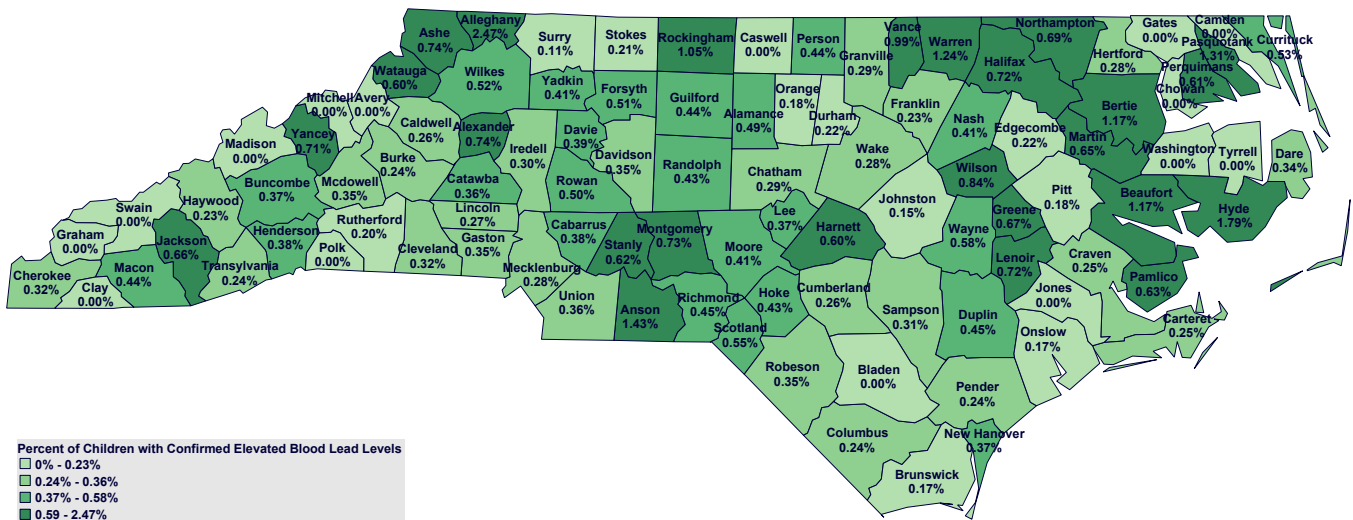 Ashe
0.74%
Alleghany
2.47%
Surry
0.11%
Stokes
0.21%
Rockingham
1.05%
Caswell
0.00%
Person
0.44%
Granville
0.29%
Vance
0.99%
Warren
1.24%
Northampton
0.69%
Halifax
0.72%
Hertford
0.28%
Gates
0.00%
Camden
0.00%
Pasquotank
1.31%
Currituck
0.53%
Perquimans
0.61%
Chowan
0.00%
Watauga
0.60%
Wilkes
0.52%
Yadkin
0.41%
Forsyth
0.51%
Guilford
0.44%
Alamance
0.49%
Orange
0.18%
Durham
0.22%
Franklin
0.23%
Nash
0.41%
Edgecombe
0.22%
Bertie
1.17%
Martin
0.65%
Washington
0.00%
Tyrrell
0.00%
Dare
0.34%
Mitchell
0.00%
Avery
0.00%
Yancey
0.71%
Caldwell
0.26%
Alexander
0.74%
Iredell
0.30%
Davie
0.39%
Davidson
0.35%
Randolph
0.43%
Chatham
0.29%
Wake
0.28%
Wilson
0.84%
Pitt
0.18%
Beaufort
1.17%
Hyde
1.79%
Madison
0.00%
Buncombe
0.37%
Mcdowell
0.35%
Burke
0.24%
Catawba
0.36%
Rowan
0.50%
Lincoln
0.27%
Swain
0.00%
Haywood
0.23%
Graham
0.00%
Jackson
0.66%
Henderson
0.38%
Rutherford
0.20%
Polk
0.00%
Cleveland
0.32%
Gaston
0.35%
Cabarrus
0.38%
Stanly
0.62%
Montgomery
0.73%
Moore
0.41%
Lee
0.37%
Harnett
0.60%
Johnston
0.15%
Wayne
0.58%
Greene
0.67%
Lenoir
0.72%
Craven
0.25%
Pamlico
0.63%
Cherokee
0.32%
Clay
0.00%
Macon
0.44%
Transylvania
0.24%
Mecklenburg
0.28%
Union
0.36%
Anson
1.43%
Richmond
0.45%
Scotland
0.55%
Hoke
0.43%
Cumberland
0.26%
Sampson
0.31%
Duplin
0.45%
Jones
0.00%
Onslow
0.17%
Carteret
0.25%
Robeson
0.35%
Bladen
0.00%
Pender
0.24%
Columbus
0.24%
New Hanover
0.37%
Brunswick
0.17%
Percent of Children with Confirmed Elevated Blood Lead Levels
0% - 0.23%
0.24% - 0.36%
0.37% - 0.58%
0.59 - 2.47%